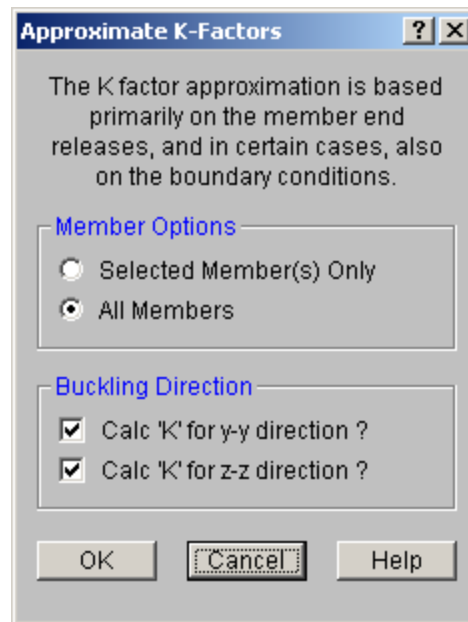 Approximate K-Factors
The K factor approximation is based
primarily on the member end
releases, and in certain cases, also
on the boundary conditions.
Member Options
Selected Member(s) Only
All Members
Buckling Direction
Calc 'K' for y-y direction ?
Calc 'K' for z-z direction ?
OK Cancel Help